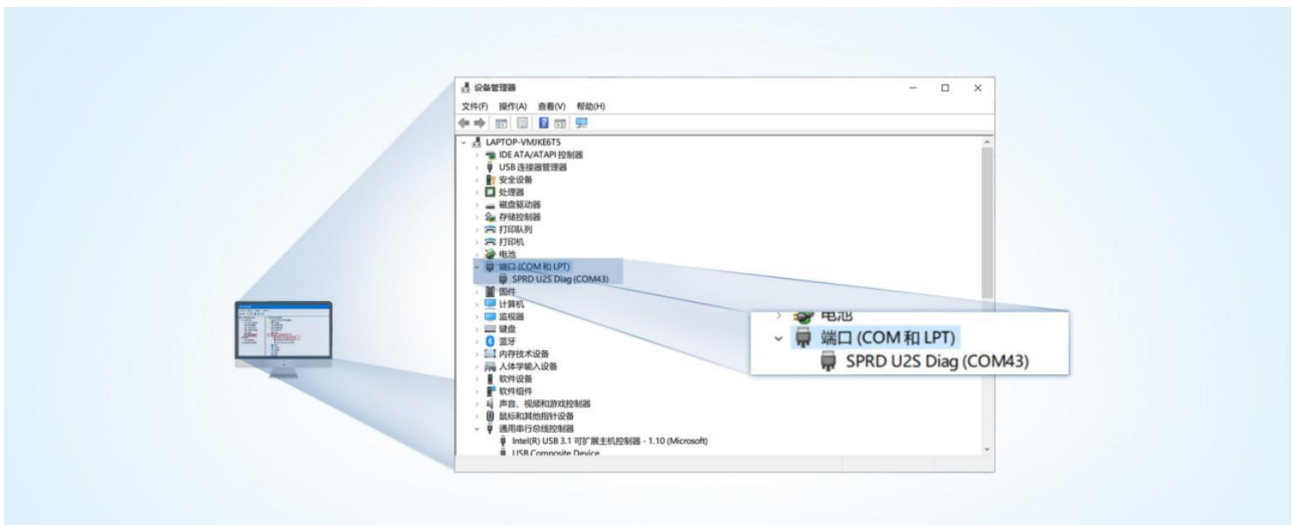 设备管理器
文件(F) 操作(A) 查看(V) 帮助(H)
LAPTOP-VMJKE6T5
IDE ATA/ATAPI 控制器
USB 连接器管理器
安全设备
处理器
磁盘驱动器
存储控制器
打印队列
打印机
电池
端口 (COM 和 LPT)
SPRD U2S Diag (COM43)
固件
计算机
监视器
键盘
蓝牙
内存技术设备
人体学输入设备
软件设备
软件组件
声音、视频和游戏控制器
鼠标和其他指针设备
通用串行总线控制器
Intel(R) USB 3.1 可扩展主机控制器 - 1.10 (Microsoft)
USB Composite Device
电池
端口 (COM 和 LPT)
SPRD U2S Diag (COM43)